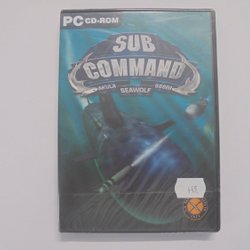 PC CD-ROM
SUB
COMMAND
AKULA SEAWOLF 688(I)